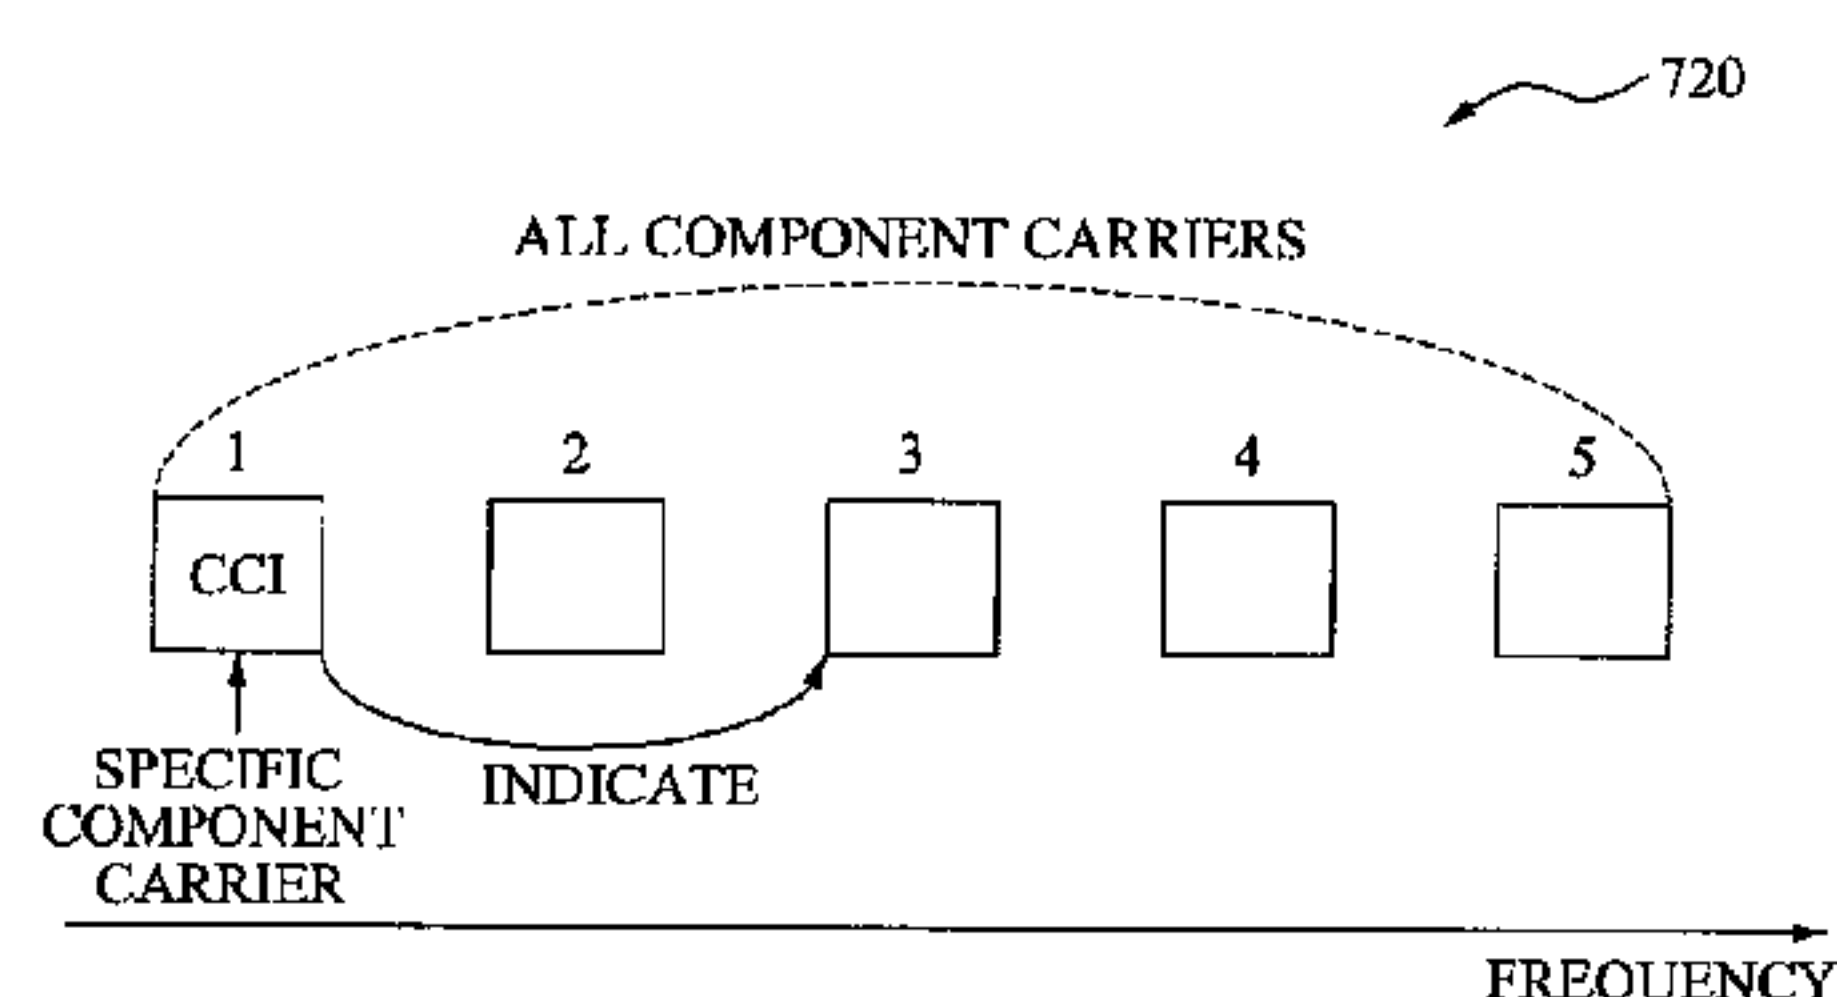 720
ALL COMPONENT CARRIERS
1 2 3 4 5
CCI
SPECIFIC
COMPONENT
CARRIER
INDICATE
FREQUENCY